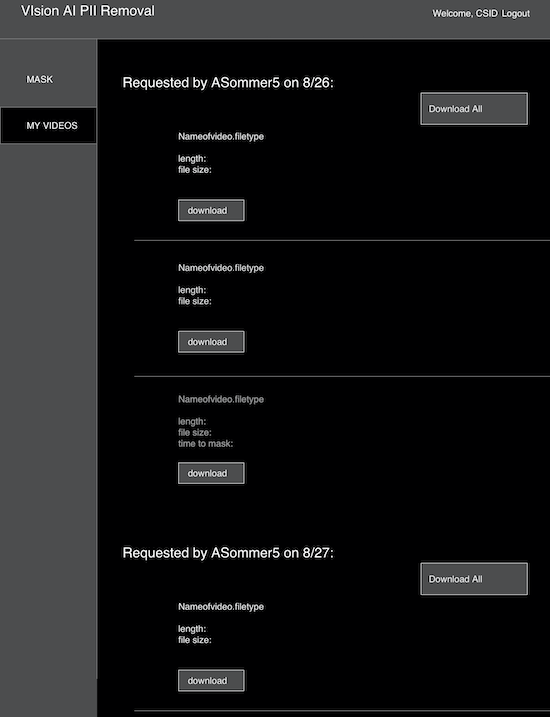 VIsion AI PII Removal
Welcome, CSID Logout
MASK
MY VIDEOS
Requested by ASommer5 on 8/26:
Download All
Nameofvideo.filetype
length:
file size:
download
Nameofvideo.filetype
length:
file size:
download
Nameofvideo.filetype
length:
file size:
time to mask:
download
Requested by ASommer5 on 8/27:
Download All
Nameofvideo.filetype
length:
file size:
download